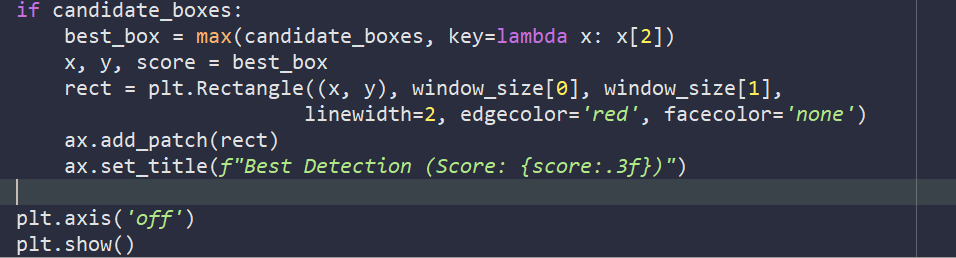 if candidate_boxes:
    best_box = max(candidate_boxes, key=lambda x: x[2])
    x, y, score = best_box
    rect = plt.Rectangle((x, y), window_size[0], window_size[1],
                        linewidth=2, edgecolor='red', facecolor='none')
    ax.add_patch(rect)
    ax.set_title(f"Best Detection (Score: {score:.3f})")

plt.axis('off')
plt.show()